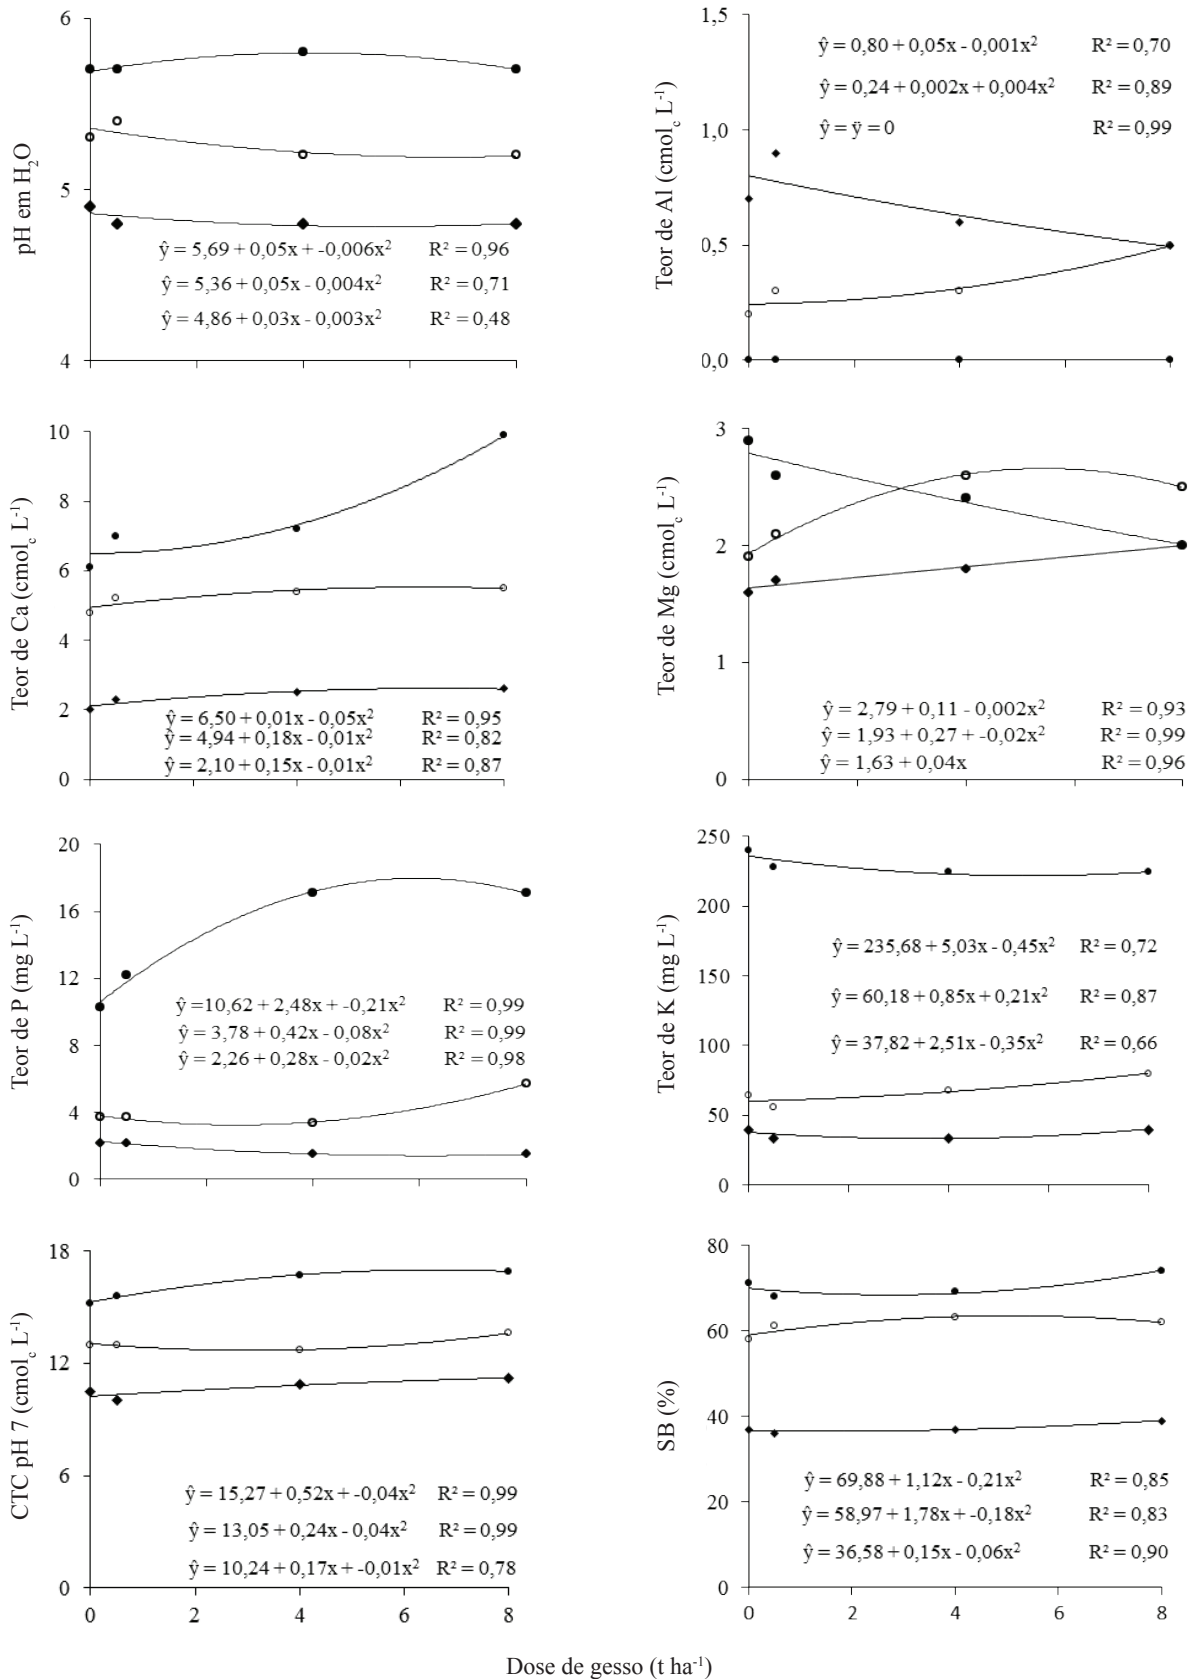 6
5
4
pH em H₂O
ŷ = 5,69 + 0,05x + -0,006x² R² = 0,96
ŷ = 5,36 + 0,05x - 0,004x² R² = 0,71
ŷ = 4,86 + 0,03x - 0,003x² R² = 0,48
1,5
1,0
0,5
0,0
Teor de Al (cmol꜀ L⁻¹)
ŷ = 0,80 + 0,05x - 0,001x² R² = 0,70
ŷ = 0,24 + 0,002x + 0,004x² R² = 0,89
ŷ = ÿ = 0 R² = 0,99
10
8
6
4
2
0
Teor de Ca (cmol꜀ L⁻¹)
ŷ = 6,50 + 0,01x - 0,05x² R² = 0,95
ŷ = 4,94 + 0,18x - 0,01x² R² = 0,82
ŷ = 2,10 + 0,15x - 0,01x² R² = 0,87
3
2
1
0
Teor de Mg (cmol꜀ L⁻¹)
ŷ = 2,79 + 0,11 - 0,002x² R² = 0,93
ŷ = 1,93 + 0,27 + -0,02x² R² = 0,99
ŷ = 1,63 + 0,04x R² = 0,96
20
16
12
8
4
0
Teor de P (mg L⁻¹)
ŷ =10,62 + 2,48x + -0,21x² R² = 0,99
ŷ = 3,78 + 0,42x - 0,08x² R² = 0,99
ŷ = 2,26 + 0,28x - 0,02x² R² = 0,98
250
200
150
100
50
0
Teor de K (mg L⁻¹)
ŷ = 235,68 + 5,03x - 0,45x² R² = 0,72
ŷ = 60,18 + 0,85x + 0,21x² R² = 0,87
ŷ = 37,82 + 2,51x - 0,35x² R² = 0,66
18
12
6
0
CTC pH 7 (cmol꜀ L⁻¹)
ŷ = 15,27 + 0,52x + -0,04x² R² = 0,99
ŷ = 13,05 + 0,24x - 0,04x² R² = 0,99
ŷ = 10,24 + 0,17x + -0,01x² R² = 0,78
0 2 4 6 8
80
60
40
20
0
SB (%)
ŷ = 69,88 + 1,12x - 0,21x² R² = 0,85
ŷ = 58,97 + 1,78x + -0,18x² R² = 0,83
ŷ = 36,58 + 0,15x - 0,06x² R² = 0,90
0 2 4 6 8
Dose de gesso (t ha⁻¹)